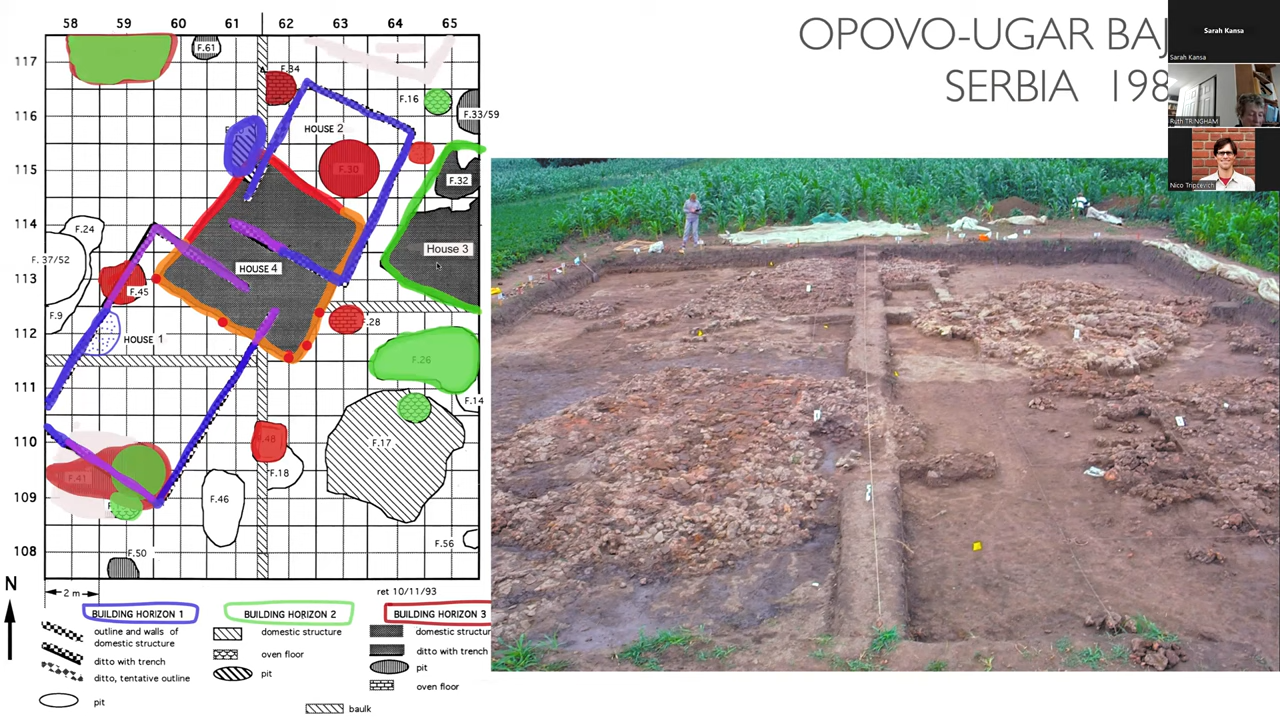 58 59 60 61 62 63 64 65
117
116
115
114
113
112
111
110
109
108
F.61
F.34
F.16
F.33/59
HOUSE 2
F.30
F.32
F.24
House 3
F.37/52
HOUSE 4
F.45
F.9
F.28
HOUSE 1
F.26
F.14
F.17
F.48
F.18
F.41
F.46
F.56
F.50
N
2 m
ret 10/11/93
BUILDING HORIZON 1
outline and walls of
domestic structure
ditto with trench
ditto, tentative outline
pit
BUILDING HORIZON 2
domestic structure
oven floor
pit
BUILDING HORIZON 3
domestic structur
ditto with trench
pit
oven floor
baulk
OPOVO-UGAR BAJ
SERBIA 198
Sarah Kansa
Sarah Kansa
Ruth TRINGHAM
Nico Tripcevich